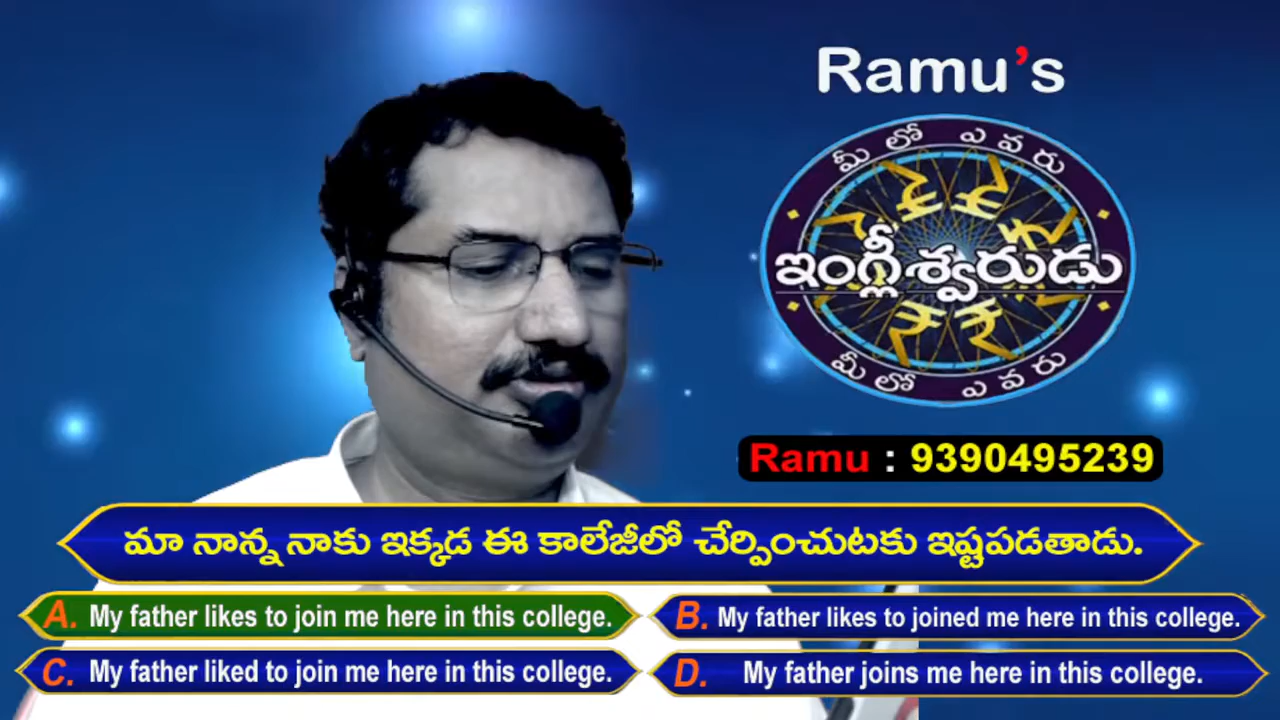 Ramu's
మీలో ఎవరు
ఇంగ్లీశ్వరుడు
మీలో ఎవరు
Ramu : 9390495239
మా నాన్న నాకు ఇక్కడ ఈ కాలేజీలో చేర్పించుటకు ఇష్టపడతాడు.
A. My father likes to join me here in this college.
B. My father likes to joined me here in this college.
C. My father liked to join me here in this college.
D. My father joins me here in this college.